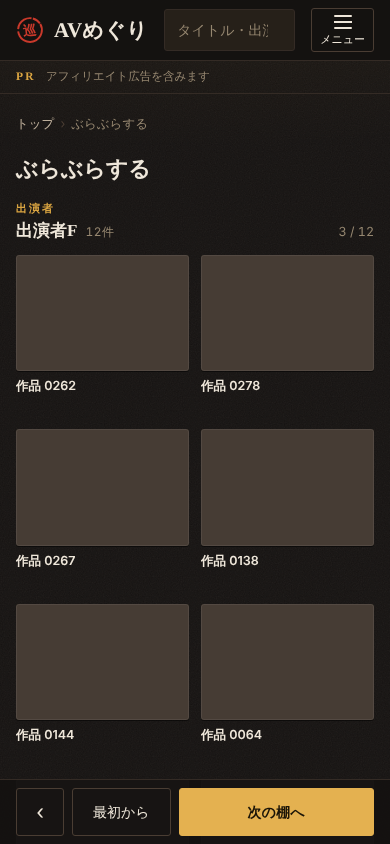 巡 AVめぐり タイトル・出 メニュー
PR アフィリエイト広告を含みます
トップ › ぶらぶらする
ぶらぶらする
出演者
出演者F 12件 3 / 12
作品 0262 作品 0278
作品 0267 作品 0138
作品 0144 作品 0064
‹ 最初から 次の棚へ